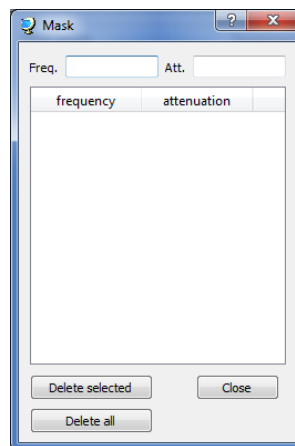 Mask
Freq. Att.
frequency attenuation
Delete selected Close
Delete all